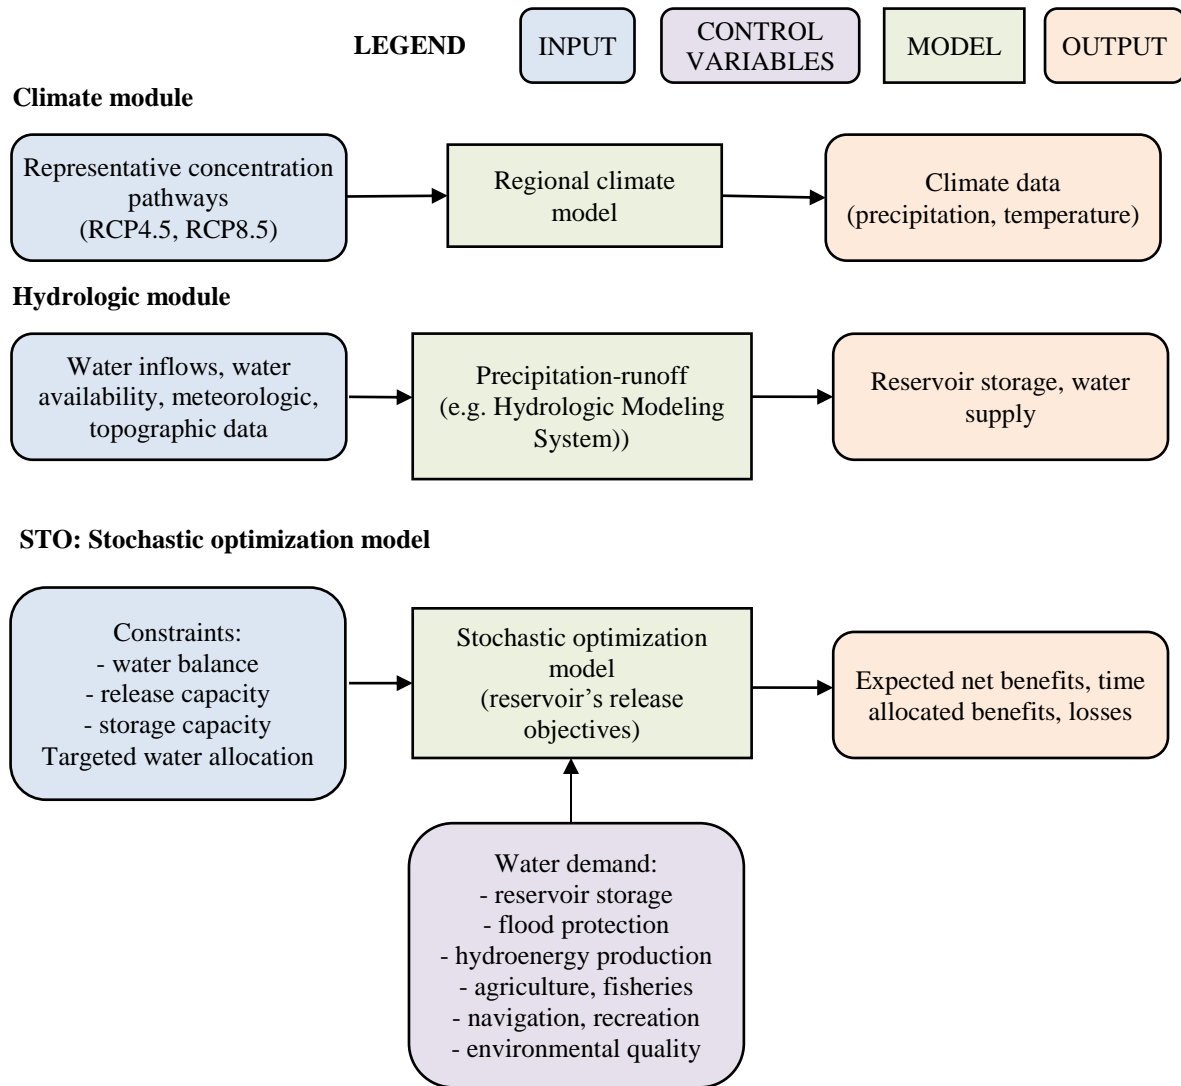 LEGEND
INPUT
CONTROL
VARIABLES
MODEL
OUTPUT
Climate module
Representative concentration
pathways
(RCP4.5, RCP8.5)
Regional climate
model
Climate data
(precipitation, temperature)
Hydrologic module
Water inflows, water
availability, meteorologic,
topographic data
Precipitation-runoff
(e.g. Hydrologic Modeling
System))
Reservoir storage, water
supply
STO: Stochastic optimization model
Constraints:
- water balance
- release capacity
- storage capacity
Targeted water allocation
Stochastic optimization
model
(reservoir’s release
objectives)
Expected net benefits, time
allocated benefits, losses
Water demand:
- reservoir storage
- flood protection
- hydroenergy production
- agriculture, fisheries
- navigation, recreation
- environmental quality